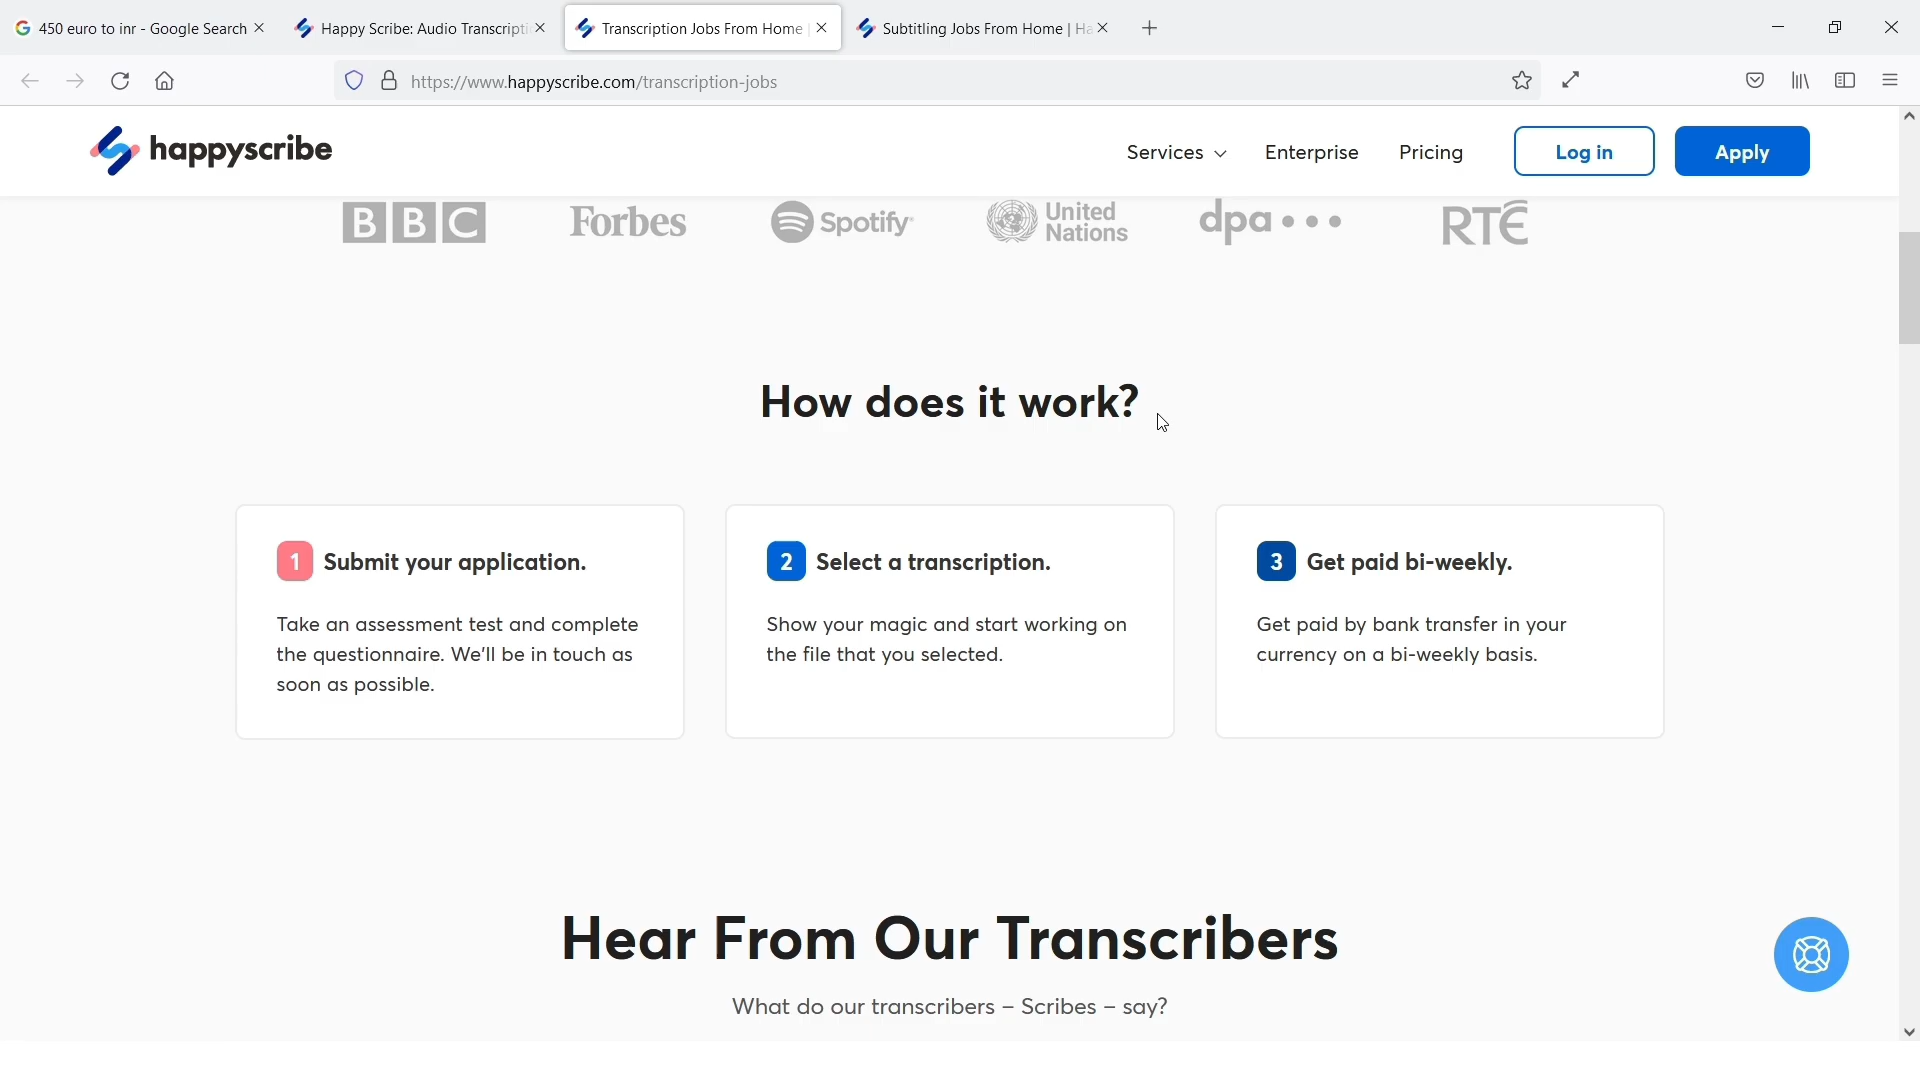 450 euro to inr - Google Search
Happy Scribe: Audio Transcripti
Transcription Jobs From Home |
Subtitling Jobs From Home | Ha
https://www.happyscribe.com/transcription-jobs
happyscribe
Services
Enterprise
Pricing
Log in
Apply
BBC
Forbes
Spotify
United
Nations
dpa
RTÉ
How does it work?
1 Submit your application.
Take an assessment test and complete
the questionnaire. We'll be in touch as
soon as possible.
2 Select a transcription.
Show your magic and start working on
the file that you selected.
3 Get paid bi-weekly.
Get paid by bank transfer in your
currency on a bi-weekly basis.
Hear From Our Transcribers
What do our transcribers – Scribes – say?